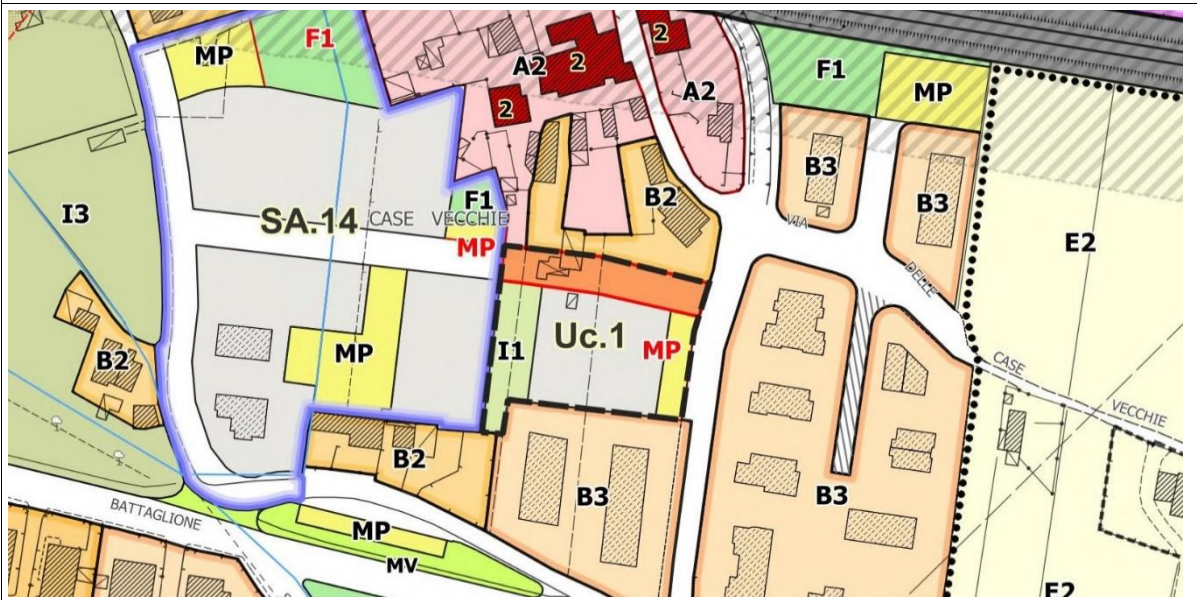 MP
F1
A2
2
2
2
A2
F1
MP
I3
F1
MP
SA.14
CASE VECCHIE
B2
B3
B3
VIA
DELLE
CASE
VECCHIE
E2
B2
MP
I1
Uc.1
MP
B2
B3
B3
BATTAGLIONE
MP
MV
E2